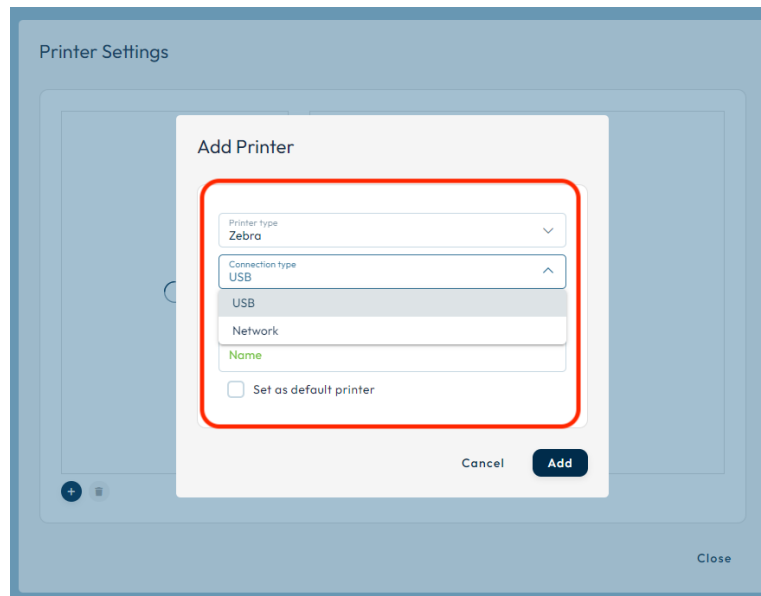 Printer Settings
Add Printer
Printer type
Zebra
Connection type
USB
USB
Network
Name
Set as default printer
Cancel
Add
Close